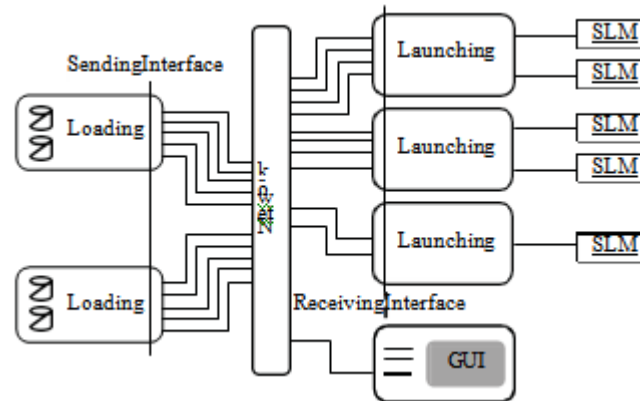 SendingInterface
Loading
Loading
Launching
SLM
SLM
Launching
SLM
SLM
Launching
SLM
ReceivingInterface
GUI